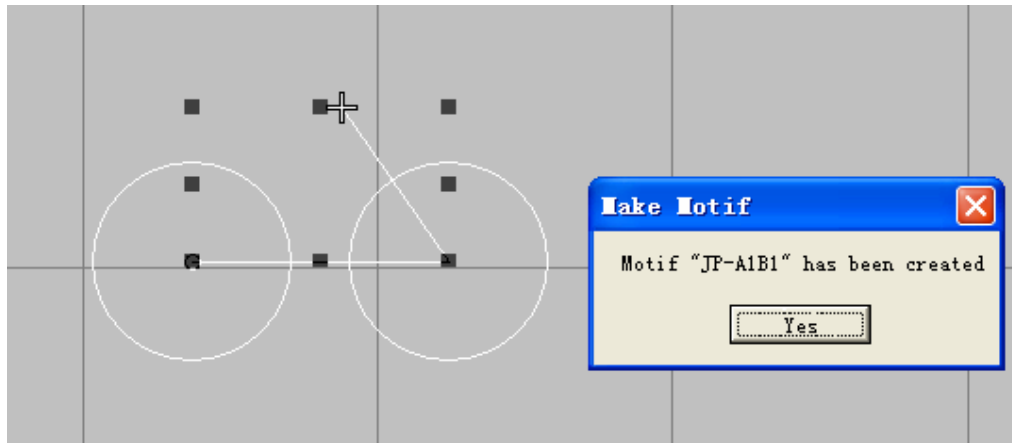 Make Motif
Motif "JP-A1B1" has been created
Yes